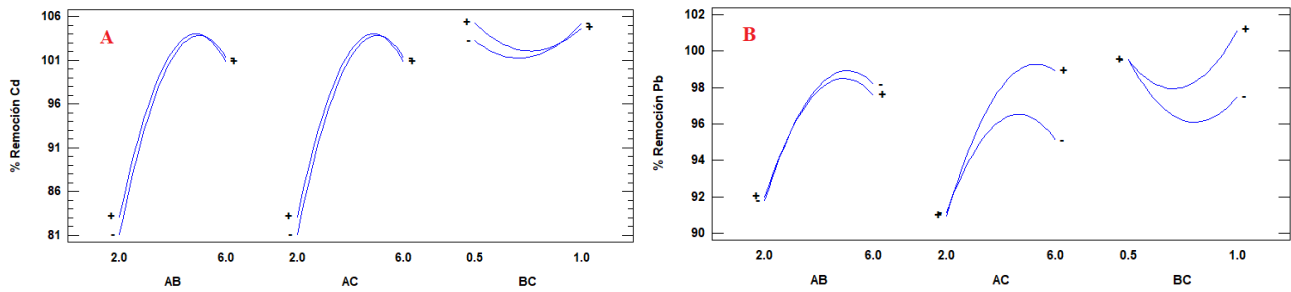 A
% Remoción Cd
106
101
96
91
86
81
+ - + - + - + - + - - +
2.0 6.0 2.0 6.0 0.5 1.0
AB AC BC
B
% Remoción Pb
102
100
98
96
94
92
90
+ - - + + + - + + -
2.0 6.0 2.0 6.0 0.5 1.0
AB AC BC